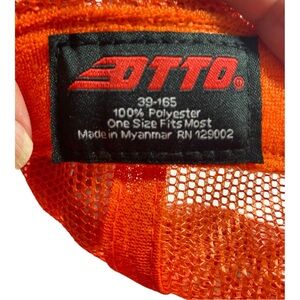 OTTO®
39-165
100% Polyester
One Size Fits Most
Made in Myanmar RN 129002